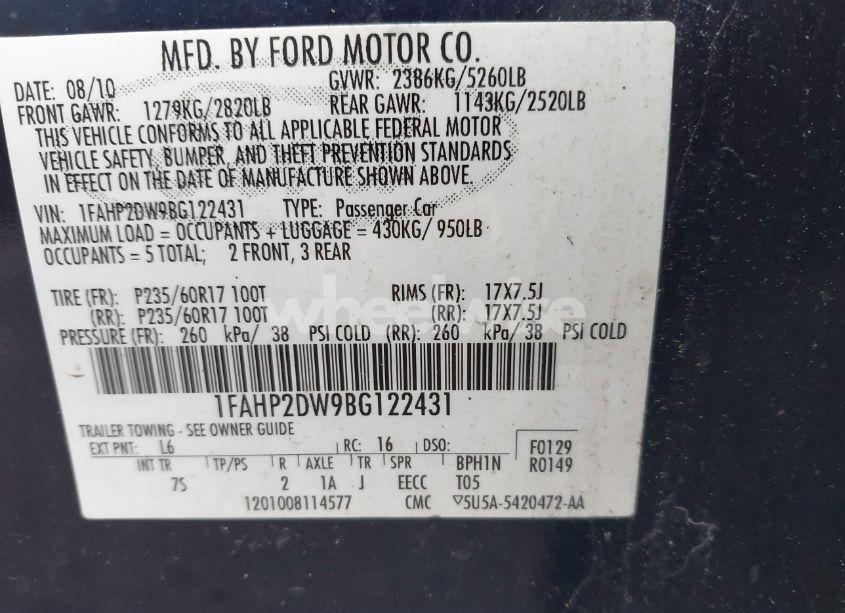 MFD. BY FORD MOTOR CO.
DATE: 08/10 GVWR: 2386KG/5260LB
FRONT GAWR: 1279KG/2820LB REAR GAWR: 1143KG/2520LB
THIS VEHICLE CONFORMS TO ALL APPLICABLE FEDERAL MOTOR
VEHICLE SAFETY, BUMPER, AND THEFT PREVENTION STANDARDS
IN EFFECT ON THE DATE OF MANUFACTURE SHOWN ABOVE.
VIN: 1FAHP2DW9BG122431 TYPE: Passenger Car
MAXIMUM LOAD = OCCUPANTS + LUGGAGE = 430KG/ 950LB
OCCUPANTS = 5 TOTAL; 2 FRONT, 3 REAR
TIRE (FR): P235/60R17 100T RIMS (FR): 17X7.5J
(RR): P235/60R17 100T (RR): 17X7.5J
wheelwise
PRESSURE (FR): 260 kPa/ 38 PSI COLD (RR): 260 kPa/ 38 PSI COLD
1FAHP2DW9BG122431
TRAILER TOWING - SEE OWNER GUIDE
EXT PNT: L6 RC: 16 DSO: F0129
INT TR TP/PS R AXLE TR SPR BPH1N R0149
7S 2 1A J EECC T05
1201008114577 CMC ▽5U5A-5420472-AA